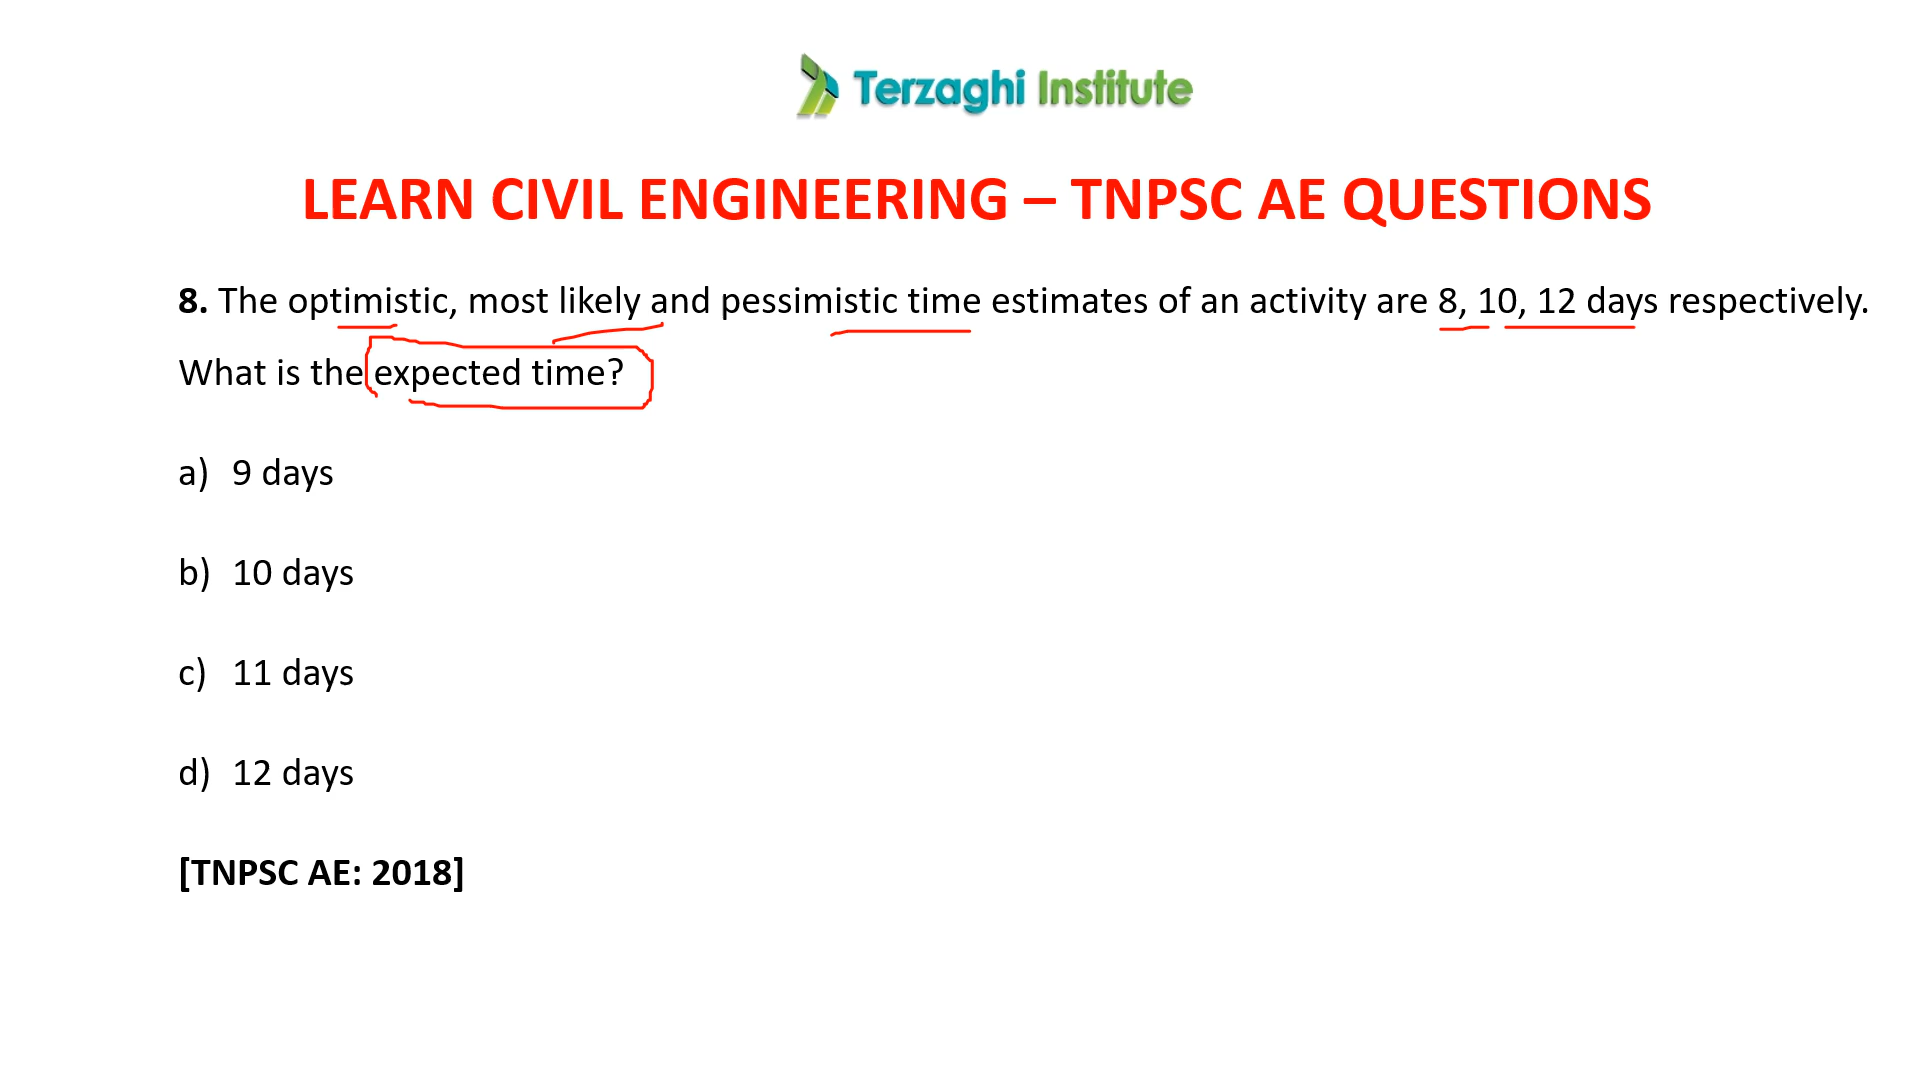 Terzaghi Institute
LEARN CIVIL ENGINEERING – TNPSC AE QUESTIONS
8. The optimistic, most likely and pessimistic time estimates of an activity are 8, 10, 12 days respectively.
What is the expected time?
a) 9 days
b) 10 days
c) 11 days
d) 12 days
[TNPSC AE: 2018]